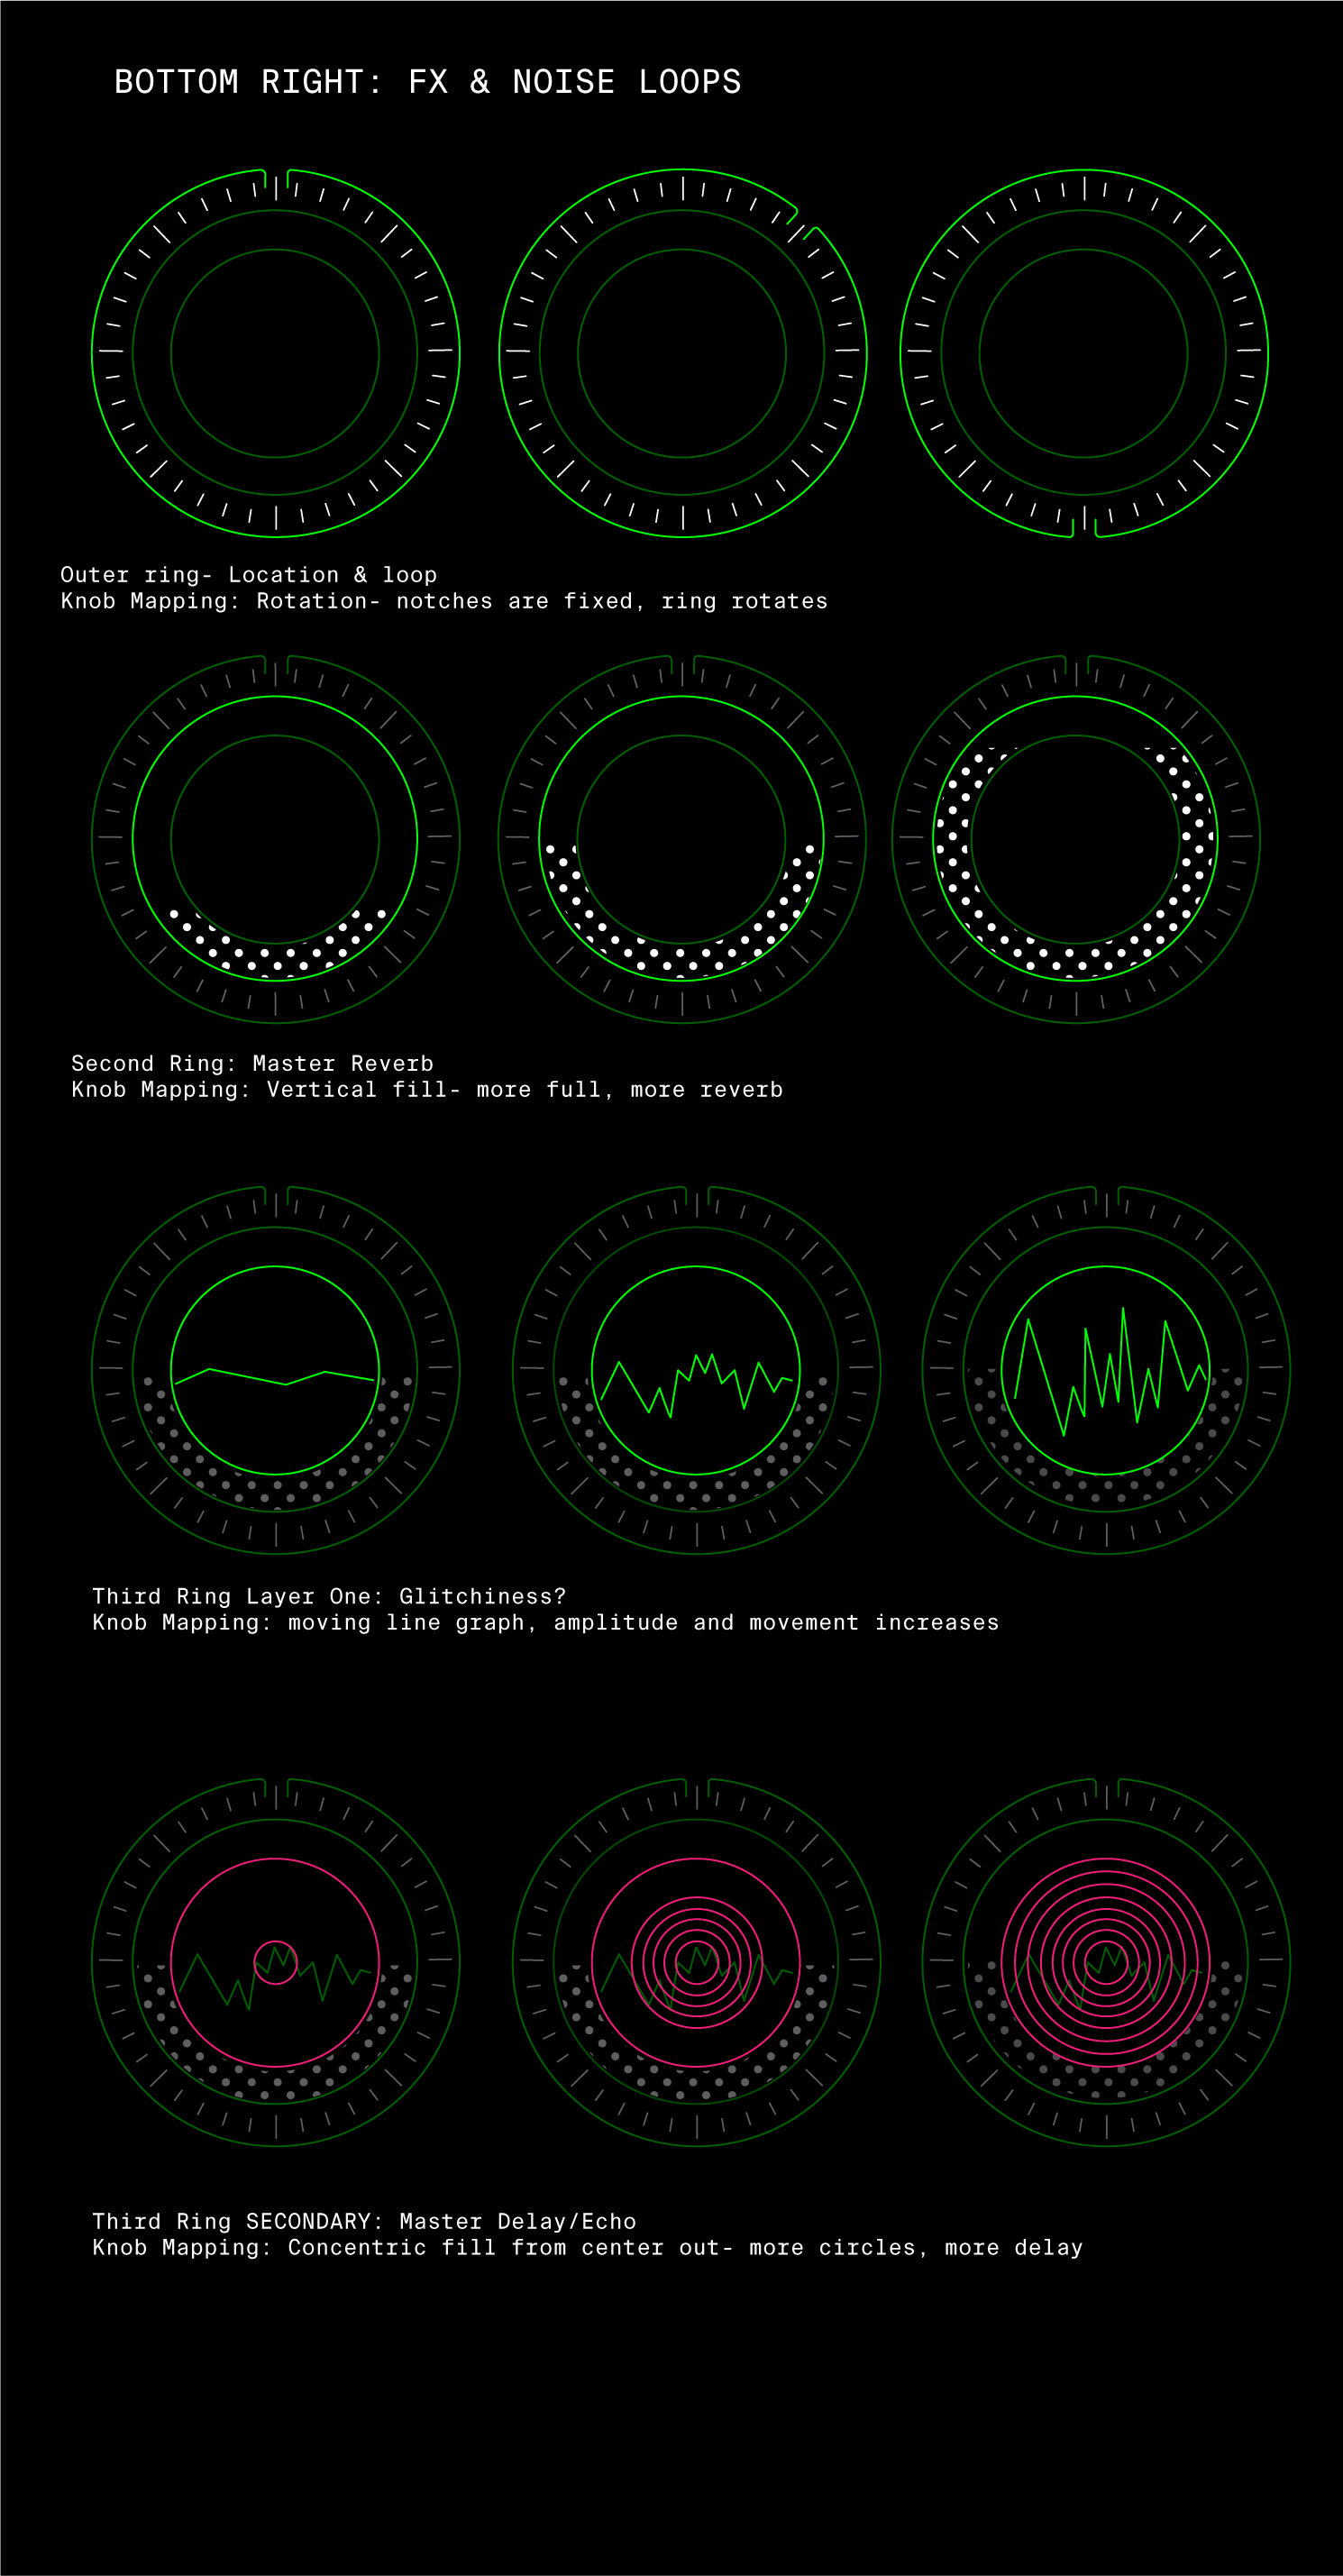 BOTTOM RIGHT: FX & NOISE LOOPS
Outer ring- Location & loop
Knob Mapping: Rotation- notches are fixed, ring rotates
Second Ring: Master Reverb
Knob Mapping: Vertical fill- more full, more reverb
Third Ring Layer One: Glitchiness?
Knob Mapping: moving line graph, amplitude and movement increases
Third Ring SECONDARY: Master Delay/Echo
Knob Mapping: Concentric fill from center out- more circles, more delay